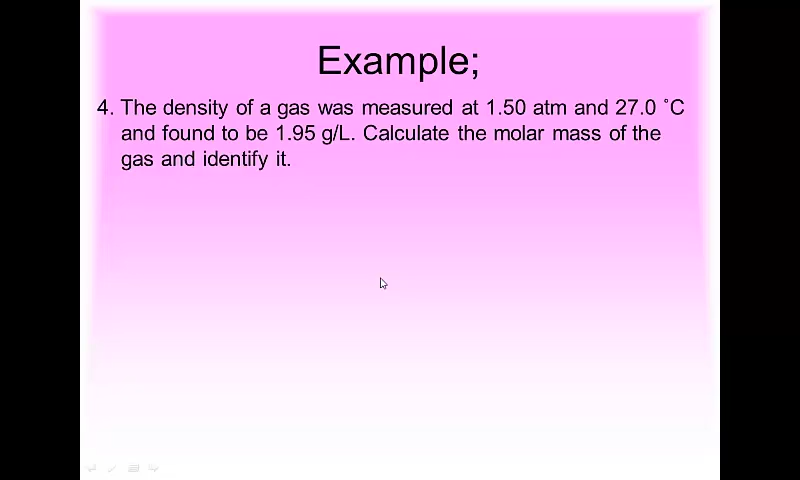 Example;
4. The density of a gas was measured at 1.50 atm and 27.0 ˚C
and found to be 1.95 g/L. Calculate the molar mass of the
gas and identify it.